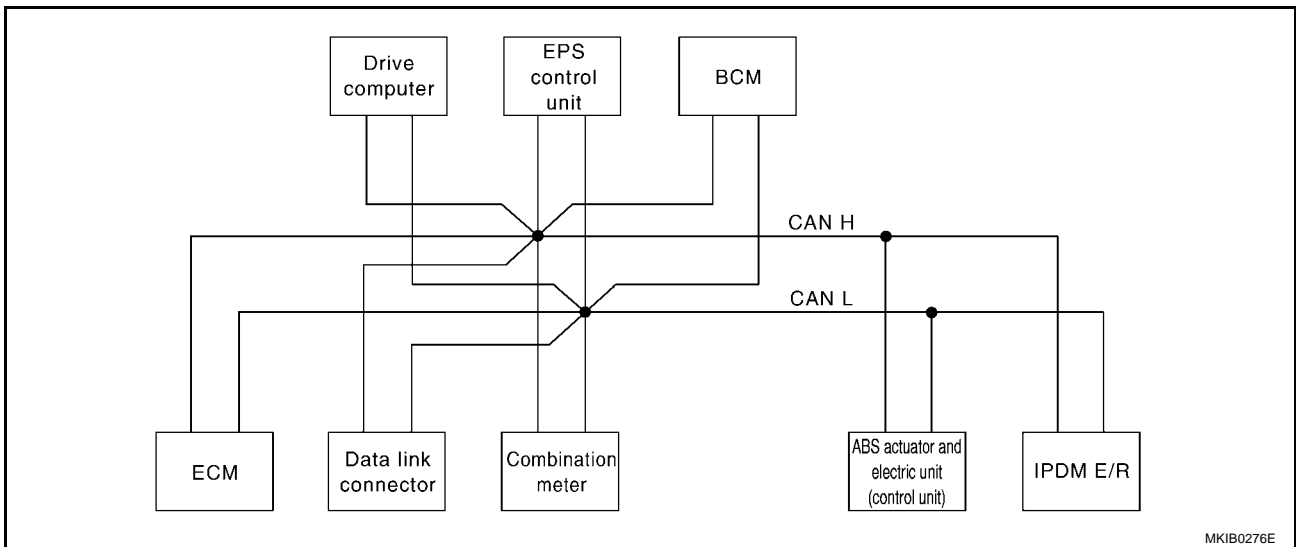 Drive
computer
EPS
control
unit
BCM
CAN H
CAN L
ECM
Data link
connector
Combination
meter
ABS actuator and
electric unit
(control unit)
IPDM E/R
MKIB0276E